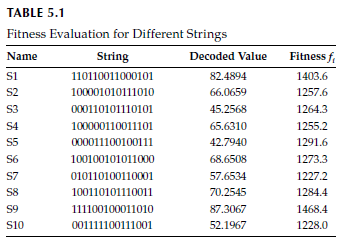 TABLE 5.1
Fitness Evaluation for Different Strings
Name String Decoded Value Fitness fᵢ
S1 110110011000101 82.4894 1403.6
S2 100001010111010 66.0659 1257.6
S3 000110101110101 45.2568 1264.3
S4 100000110011101 65.6310 1255.2
S5 000011100100111 42.7940 1291.6
S6 100100101011000 68.6508 1273.3
S7 010110100110001 57.6534 1227.2
S8 100110101110011 70.2545 1284.4
S9 111100100011010 87.3067 1468.4
S10 001111100111001 52.1967 1228.0